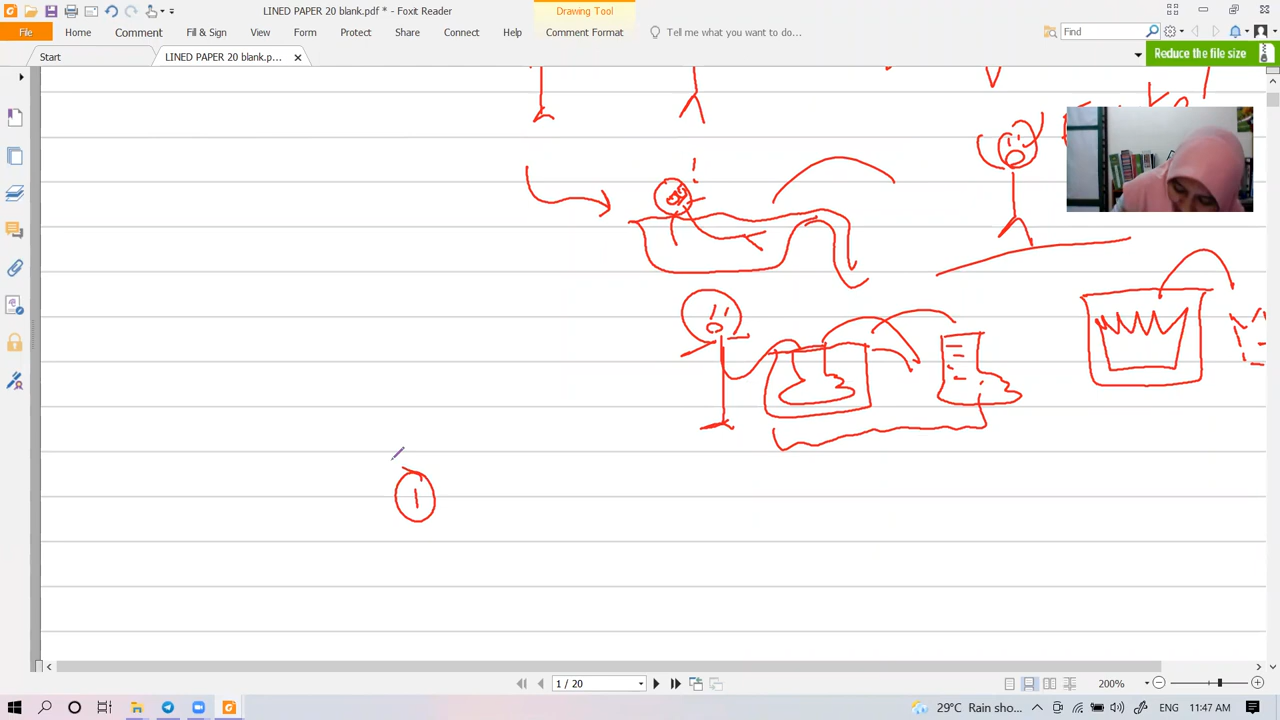 LINED PAPER 20 blank.pdf * - Foxit Reader
Drawing Tool
File Home Comment Fill & Sign View Form Protect Share Connect Help Comment Format Tell me what you want to do... Find
Start LINED PAPER 20 blank.p... Reduce the file size
1
1 / 20
200%
29°C Rain sho... 11:47 AM